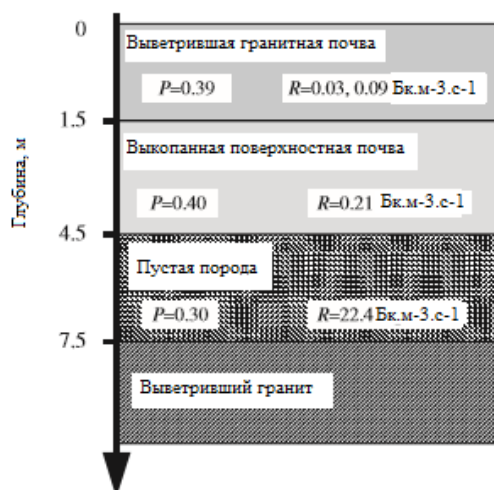 0
Выветрившая гранитная почва
P=0.39 R=0.03, 0.09 Бк.м-3.с-1
1.5
Выкопанная поверхностная почва
P=0.40 R=0.21 Бк.м-3.с-1
4.5
Пустая порода
P=0.30 R=22.4 Бк.м-3.с-1
7.5
Выветривший гранит
Глубина, м